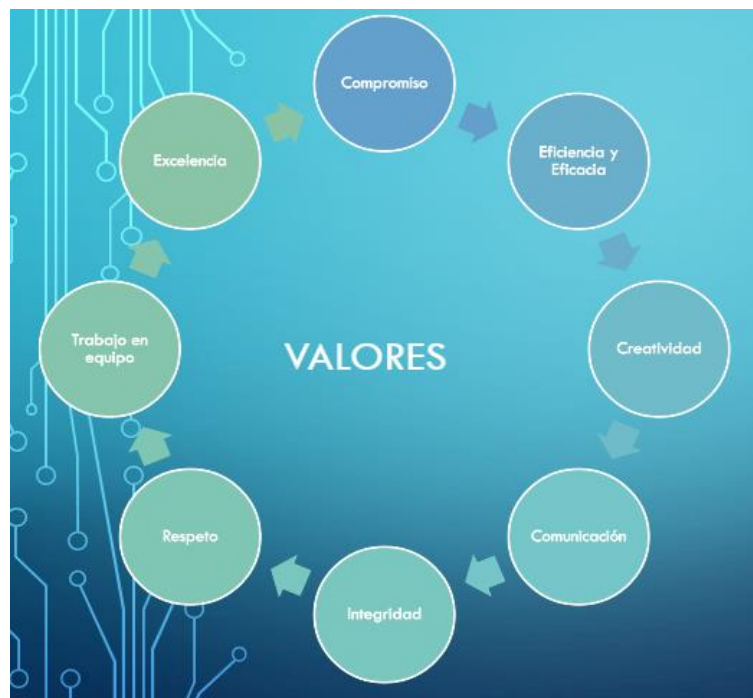 Compromiso
Eficiencia y
Eficacia
Creatividad
Comunicación
Integridad
Respeto
Trabajo en
equipo
Excelencia
VALORES